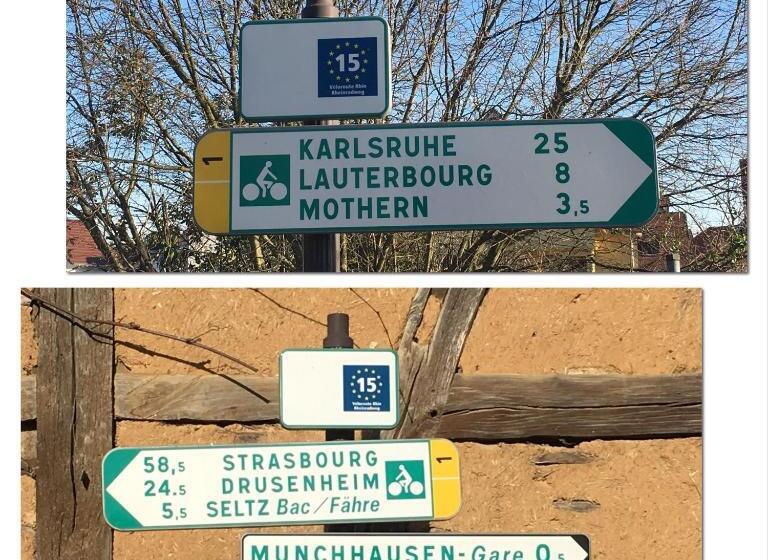 15
Véloroute Rhin
Rheinradweg
1
KARLSRUHE 25
LAUTERBOURG 8
MOTHERN 3,5
15
Véloroute Rhin
Rheinradweg
58,5 STRASBOURG
24.5 DRUSENHEIM
5,5 SELTZ Bac/Fähre
1
MUNCHHAUSEN-Gare 0,5